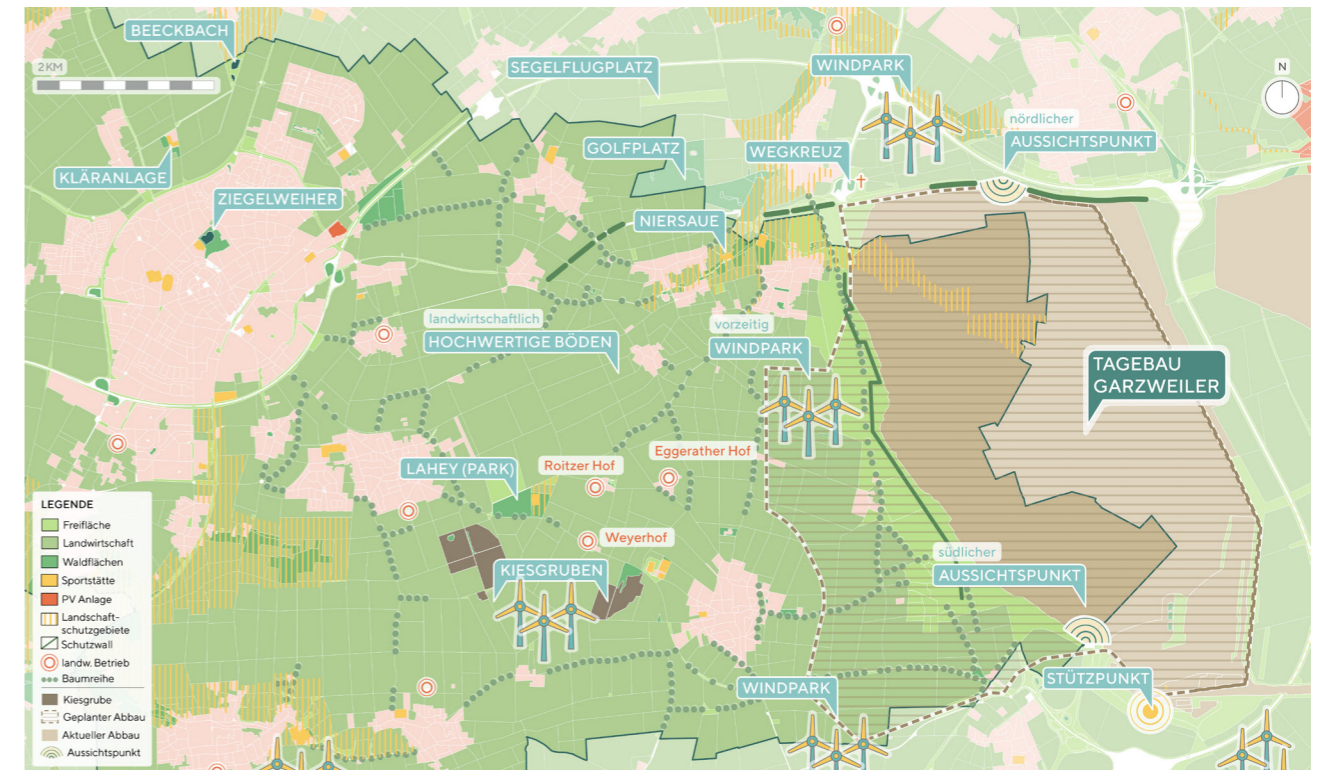 BEECKBACH
2KM
SEGELFLUGPLATZ
WINDPARK
N
nördlicher
AUSSICHTSPUNKT
GOLFPLATZ
WEGKREUZ
KLÄRANLAGE
ZIEGELWEIHER
NIERSAUE
landwirtschaftlich
HOCHWERTIGE BÖDEN
vorzeitig
WINDPARK
TAGEBAU
GARZWEILER
LAHEY (PARK)
Roitzer Hof
Eggerather Hof
Weyerhof
KIESGRUBEN
südlicher
AUSSICHTSPUNKT
WINDPARK
STÜTZPUNKT
LEGENDE
Freifläche
Landwirtschaft
Waldflächen
Sportstätte
PV Anlage
Landschaft-
schutzgebiete
Schutzwall
landw. Betrieb
Baumreihe
Kiesgrube
Geplanter Abbau
Aktueller Abbau
Aussichtspunkt